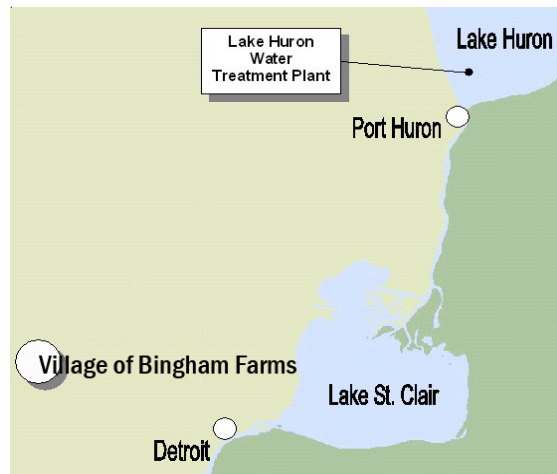 Lake Huron
Water
Treatment Plant
Lake Huron
Port Huron
Village of Bingham Farms
Lake St. Clair
Detroit